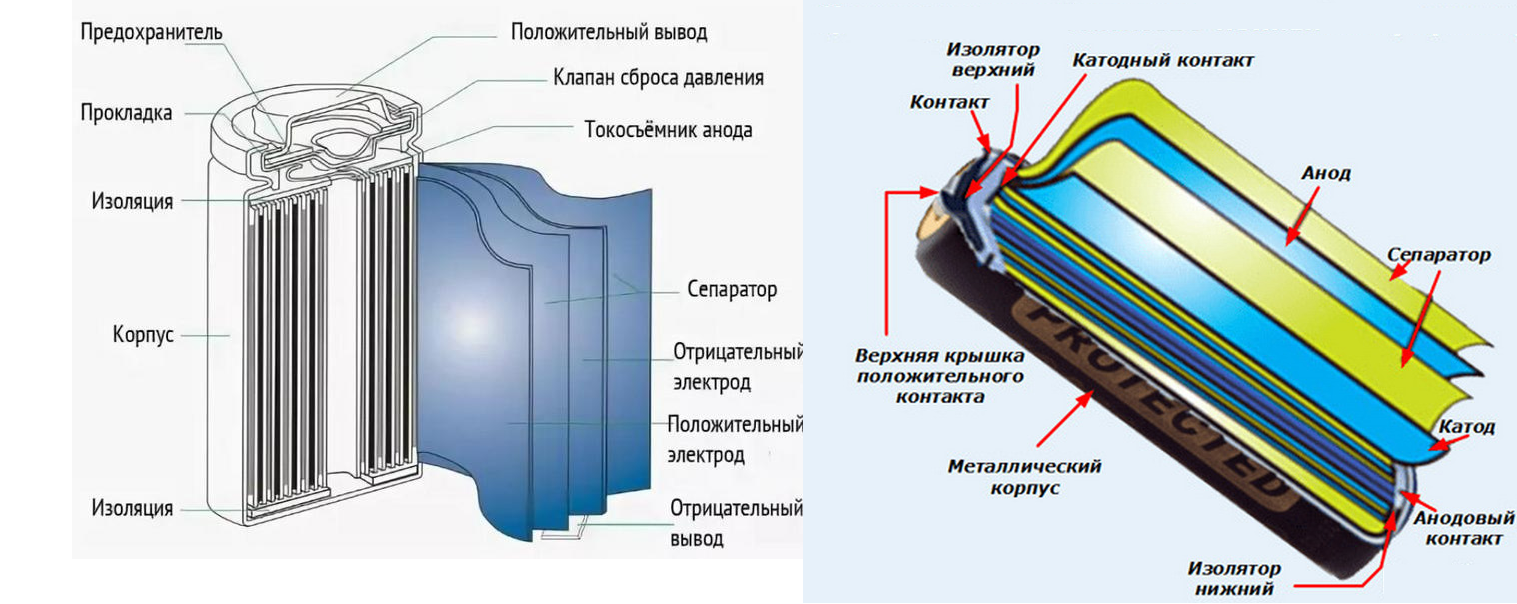 Предохранитель
Положительный вывод
Клапан сброса давления
Прокладка
Токосъёмник анода
Изоляция
Сепаратор
Корпус
Отрицательный
электрод
Положительный
электрод
Изоляция
Отрицательный
вывод
Изолятор
верхний
Катодный контакт
Контакт
Анод
Сепаратор
Верхняя крышка
положительного
контакта
PROTECTED
Катод
Металлический
корпус
Анодовый
контакт
Изолятор
нижний